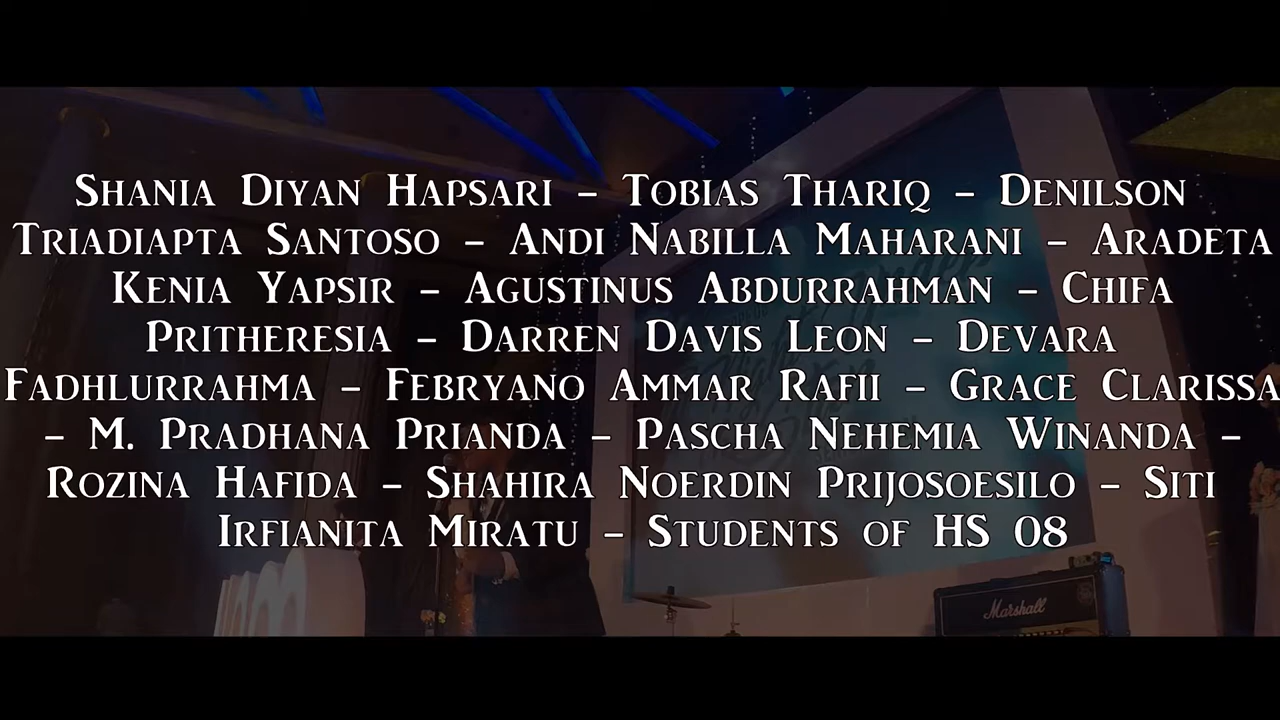 Shania Diyan Hapsari – Tobias Thariq – Denilson
Triadiapta Santoso – Andi Nabilla Maharani – Aradeta
Kenia Yapsir – Agustinus Abdurrahman – Chifa
Pritheresia – Darren Davis Leon – Devara
Fadhlurrahma – Febryano Ammar Rafii – Grace Clarissa
– M. Pradhana Prianda – Pascha Nehemia Winanda –
Rozina Hafida – Shahira Noerdin Prijosoesilo – Siti
Irfianita Miratu – Students of HS 08
Marshall